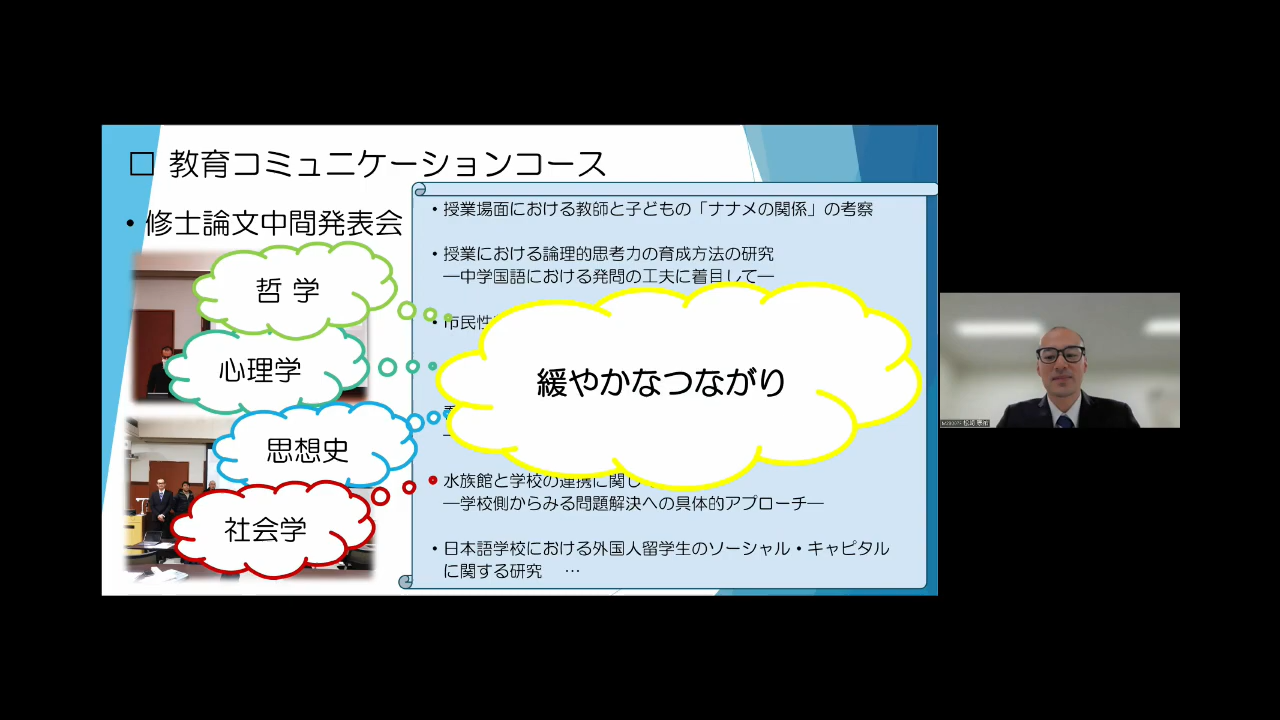 □ 教育コミュニケーションコース
• 修士論文中間発表会
哲 学
心理学
思想史
社会学
• 授業場面における教師と子どもの「ナナメの関係」の考察
• 授業における論理的思考力の育成方法の研究
―中学国語における発問の工夫に着目して―
• 市民性
緩やかなつながり
水族館と学校の連携に関し
―学校側からみる問題解決への具体的アプローチ―
• 日本語学校における外国人留学生のソーシャル・キャピタル
に関する研究 …